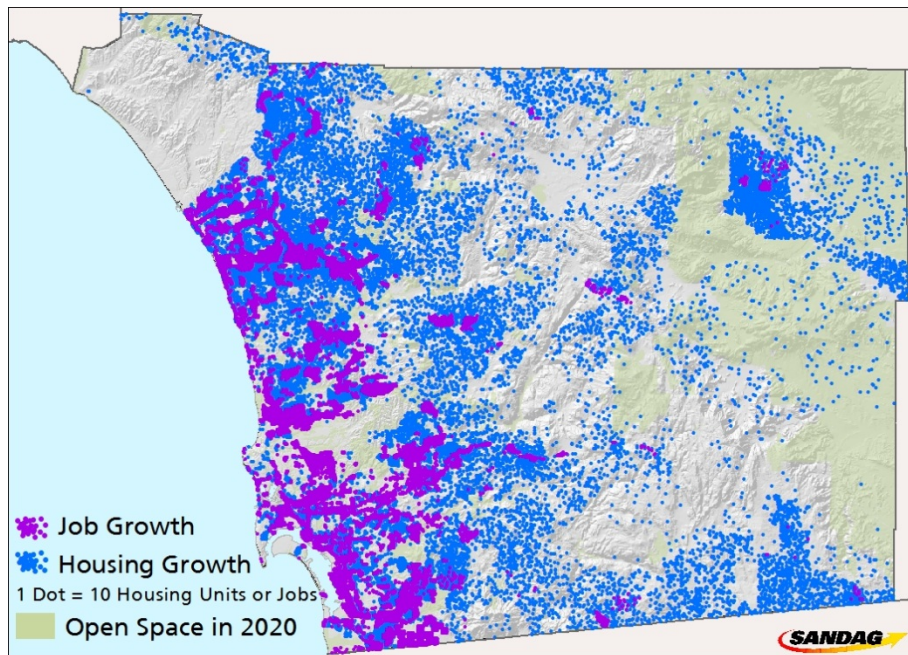 Job Growth
Housing Growth
1 Dot = 10 Housing Units or Jobs
Open Space in 2020
SANDAG